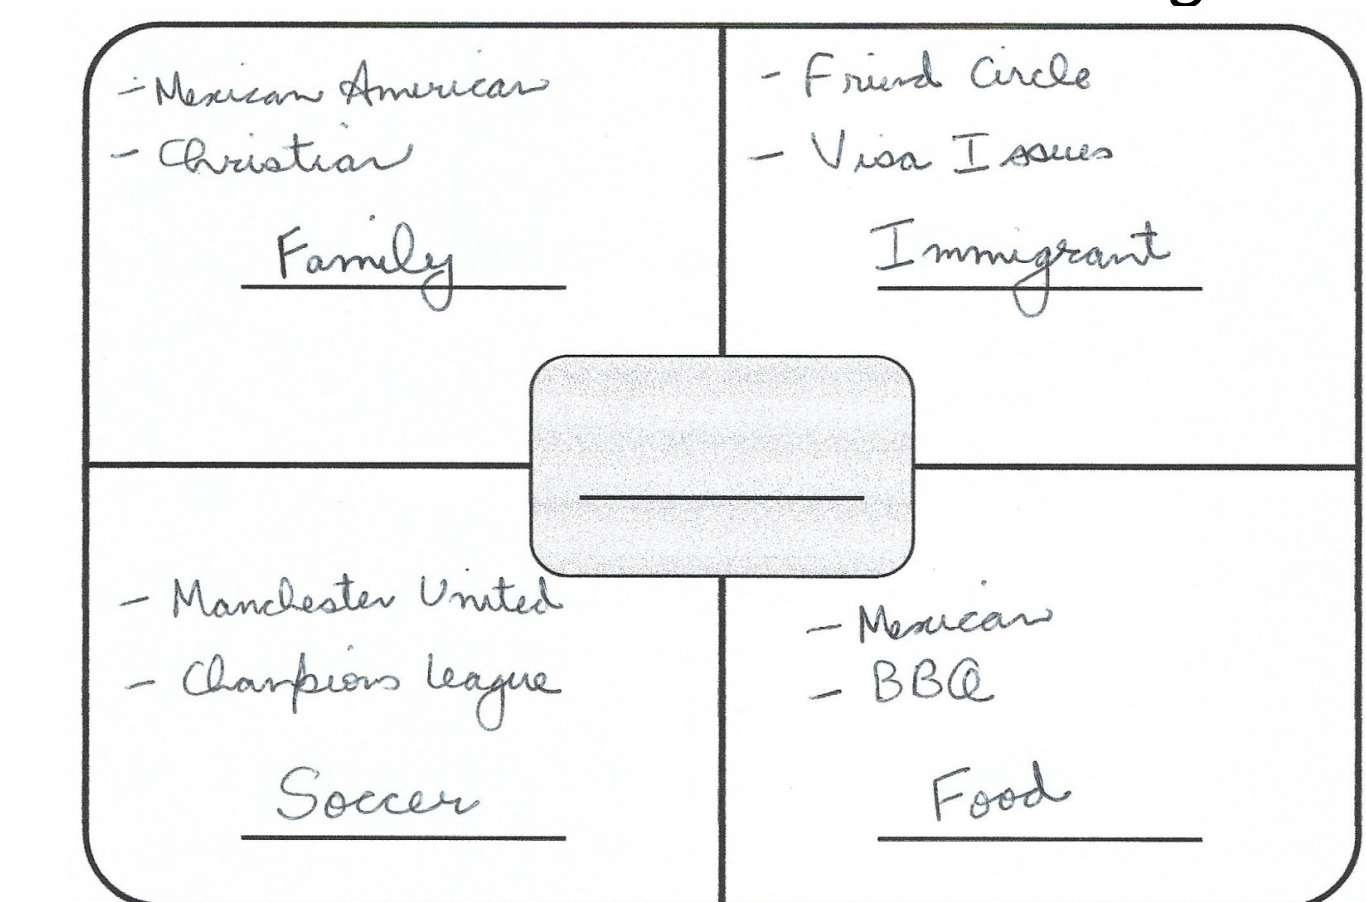 - Mexican American
- Christian
Family
- Friend Circle
- Visa Issues
Immigrant
- Manchester United
- Champions League
Soccer
- Mexican
- BBQ
Food